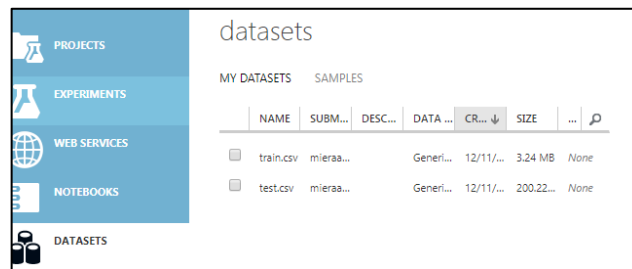 PROJECTS
EXPERIMENTS
WEB SERVICES
NOTEBOOKS
DATASETS
datasets
MY DATASETS SAMPLES
NAME SUBM... DESC... DATA ... CR... ↓ SIZE ...
train.csv mieraa... Generi... 12/11/... 3.24 MB None
test.csv mieraa... Generi... 12/11/... 200.22... None